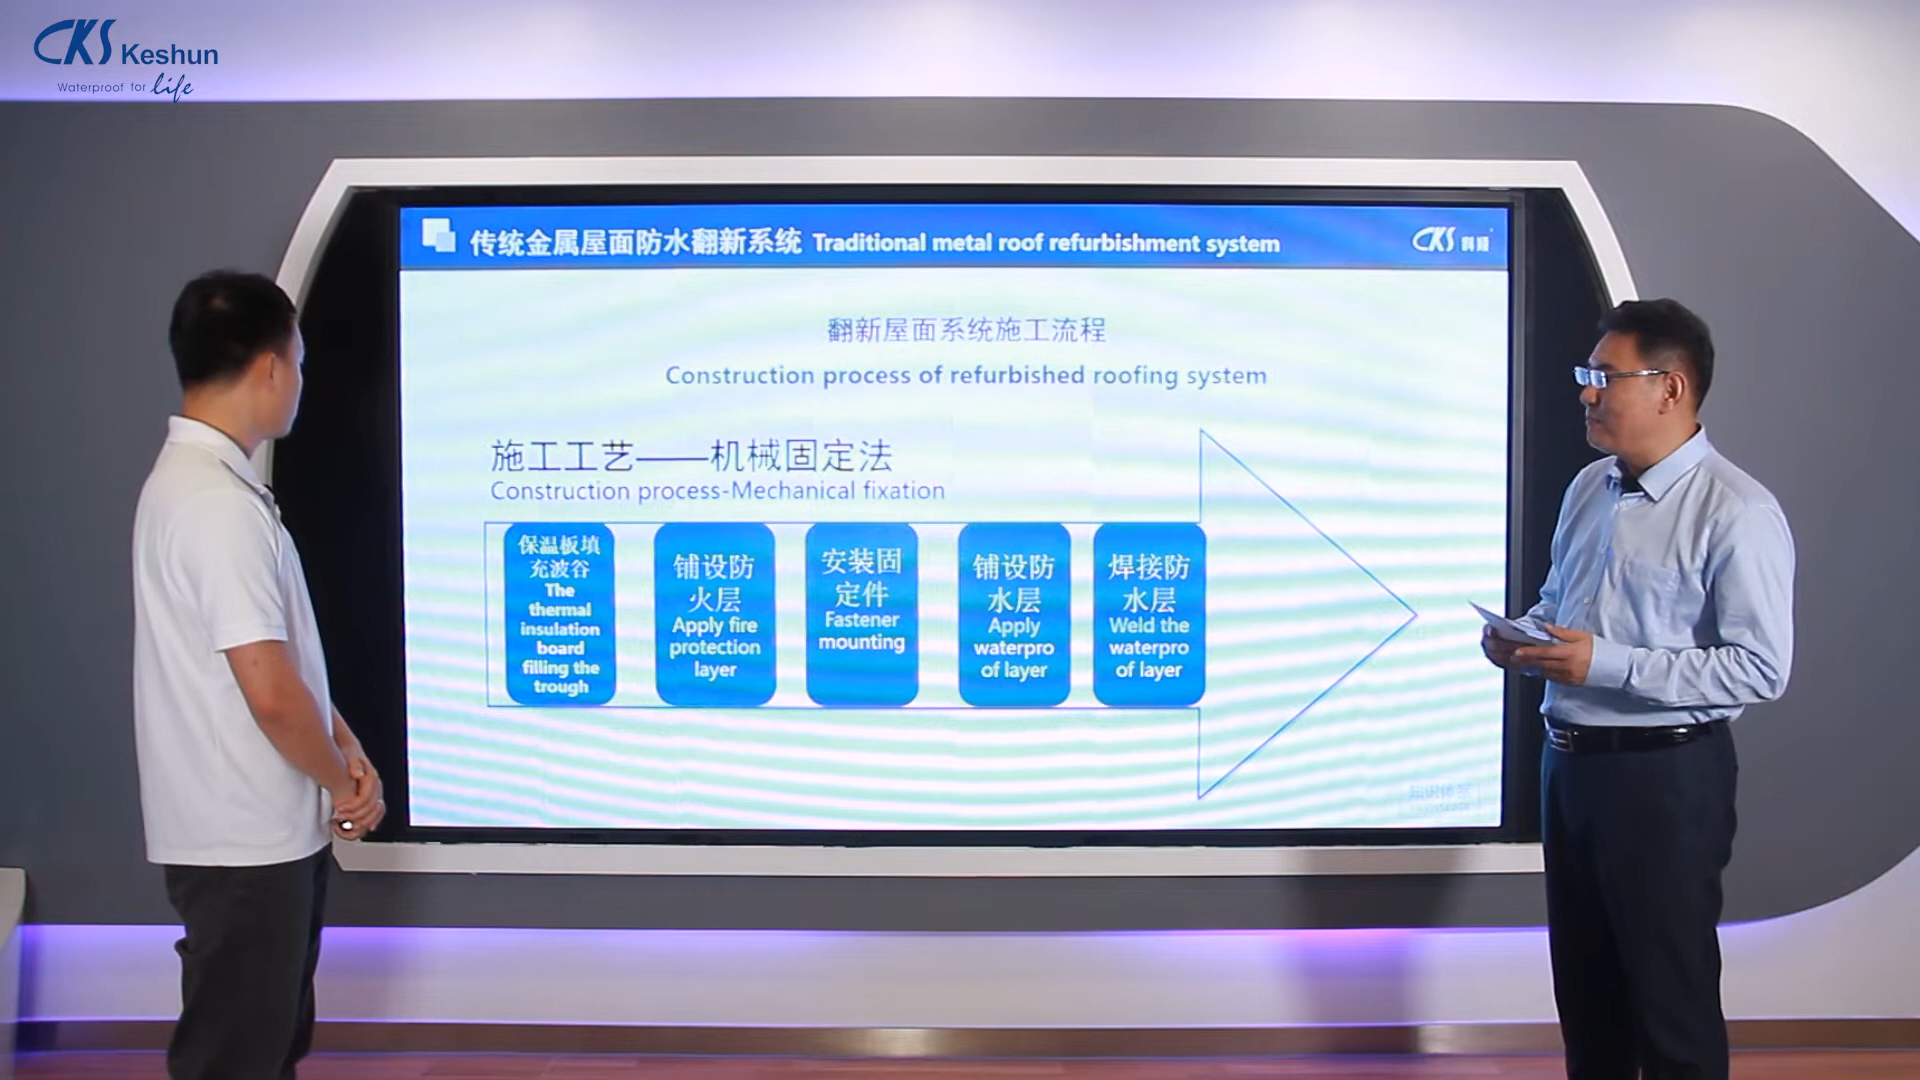 CKS Keshun
Waterproof for life
传统金属屋面防水翻新系统 Traditional metal roof refurbishment system
CKS 科顺
翻新屋面系统施工流程
Construction process of refurbished roofing system
施工工艺——机械固定法
Construction process-Mechanical fixation
保温板填
充波谷
The
thermal
insulation
board
filling the
trough
铺设防
火层
Apply fire
protection
layer
安装固
定件
Fastener
mounting
铺设防
水层
Apply
waterpro
of layer
焊接防
水层
Weld the
waterpro
of layer